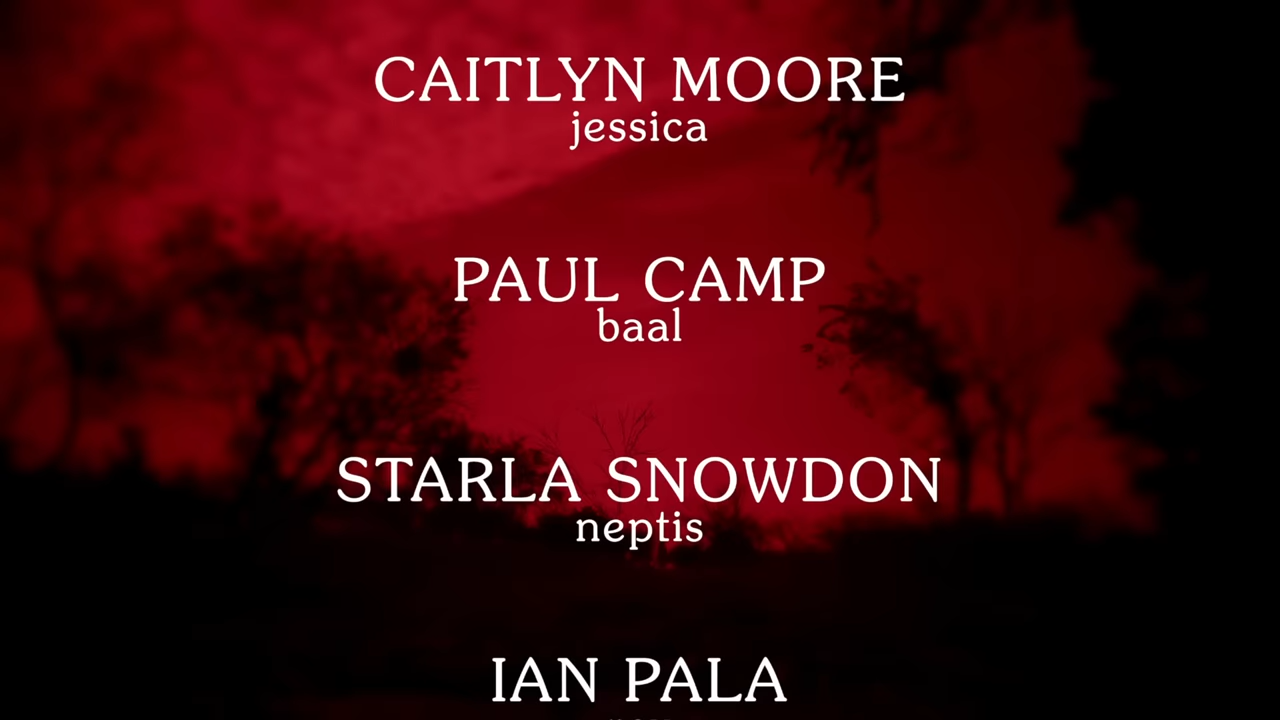 CAITLYN MOORE
jessica
PAUL CAMP
baal
STARLA SNOWDON
neptis
IAN PALA